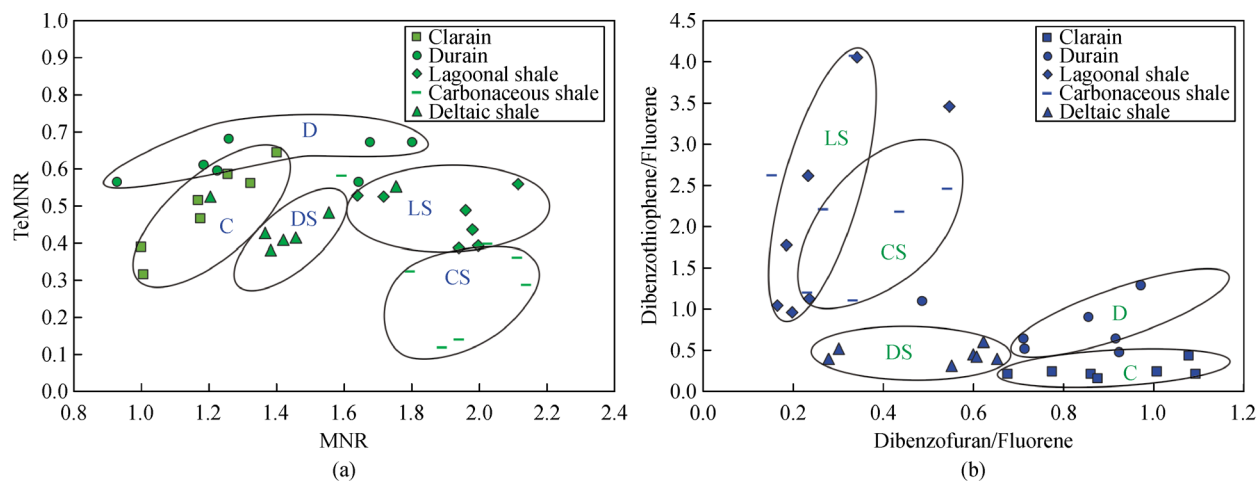 1.0
0.9
0.8
0.7
0.6
0.5
0.4
0.3
0.2
0.1
0.0
TeMNR
Clarain
Durain
Lagoonal shale
Carbonaceous shale
Deltaic shale
D
C
DS
LS
CS
0.8 1.0 1.2 1.4 1.6 1.8 2.0 2.2 2.4
MNR
(a)
4.5
4.0
3.5
3.0
2.5
2.0
1.5
1.0
0.5
0.0
Dibenzothiophene/Fluorene
Clarain
Durain
Lagoonal shale
Carbonaceous shale
Deltaic shale
LS
CS
D
DS
C
0.0 0.2 0.4 0.6 0.8 1.0 1.2
Dibenzofuran/Fluorene
(b)